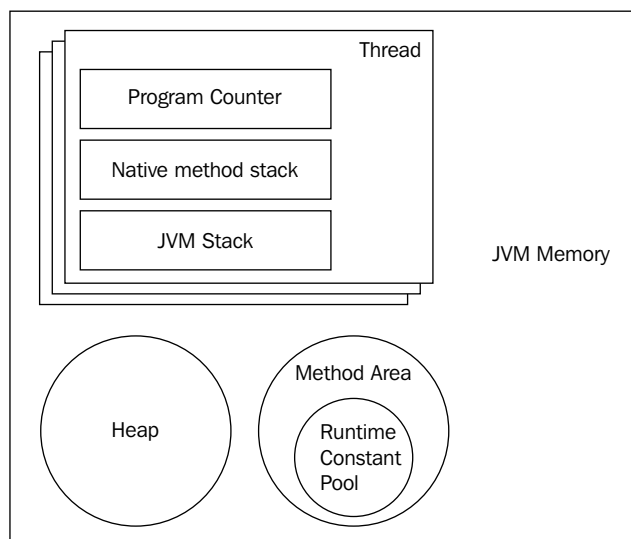 Thread
Program Counter
Native method stack
JVM Stack
JVM Memory
Heap
Method Area
Runtime
Constant
Pool